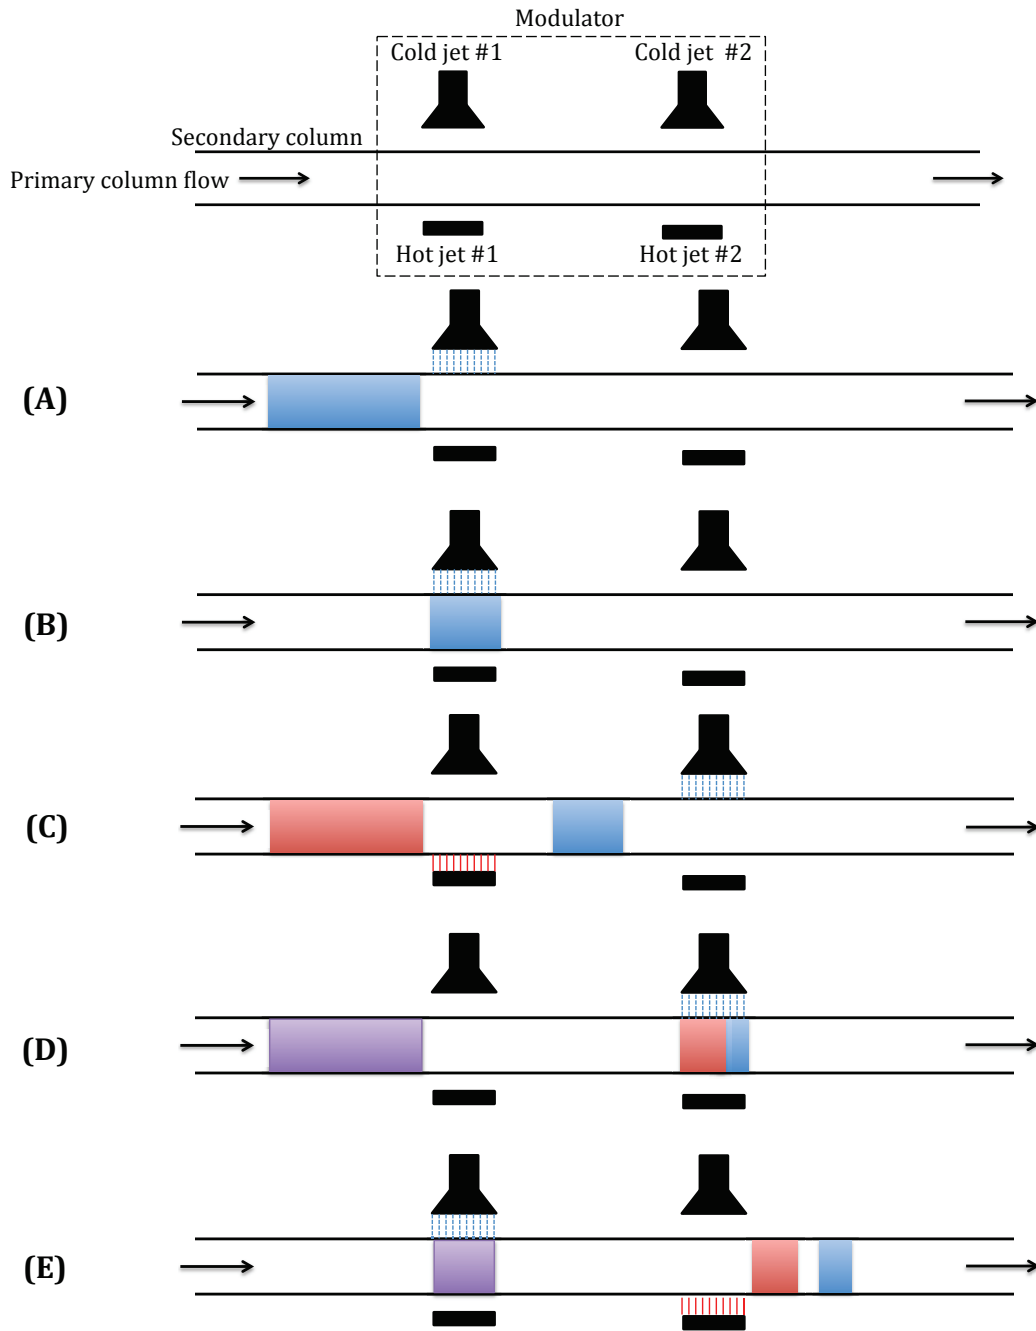 Modulator
Cold jet #1
Cold jet #2
Secondary column
Primary column flow
Hot jet #1
Hot jet #2
(A)
(B)
(C)
(D)
(E)